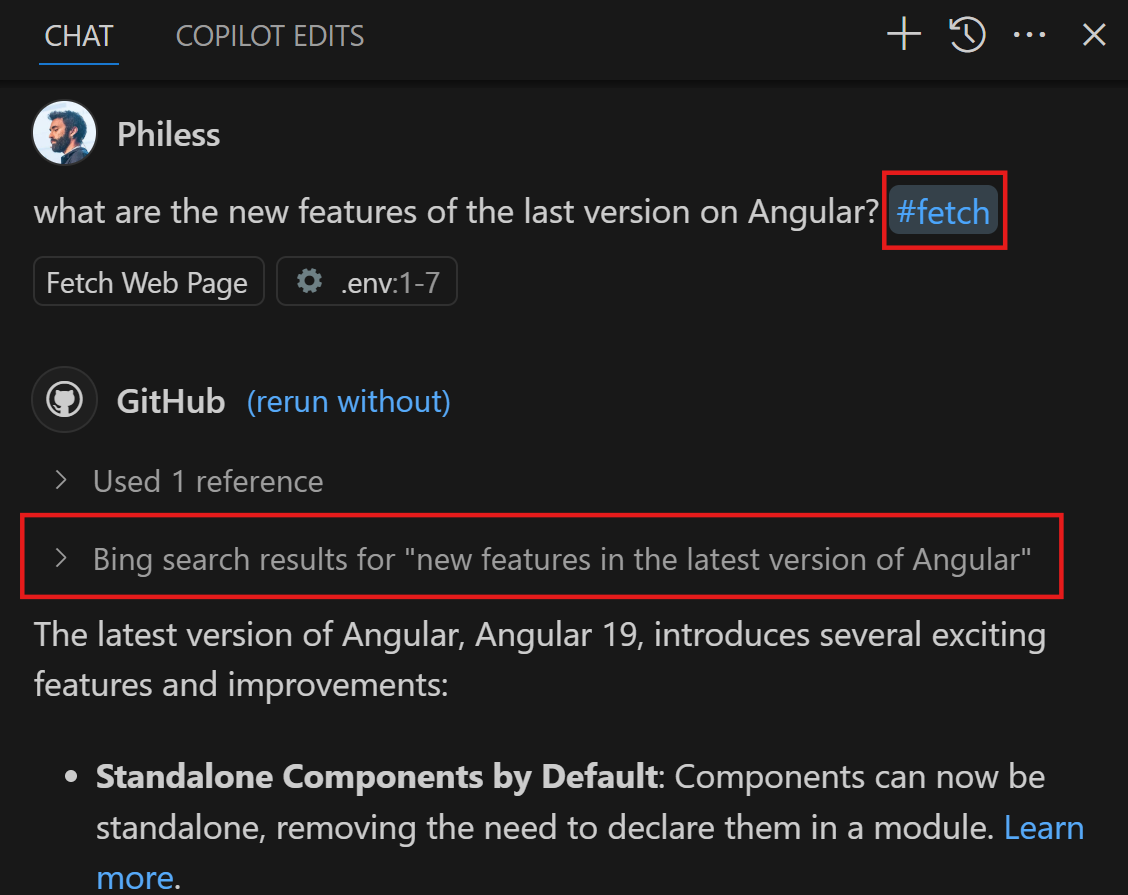 CHAT COPILOT EDITS
Philess
what are the new features of the last version on Angular? #fetch
Fetch Web Page .env:1-7
GitHub (rerun without)
Used 1 reference
Bing search results for "new features in the latest version of Angular"
The latest version of Angular, Angular 19, introduces several exciting
features and improvements:
• Standalone Components by Default: Components can now be
standalone, removing the need to declare them in a module. Learn
more.